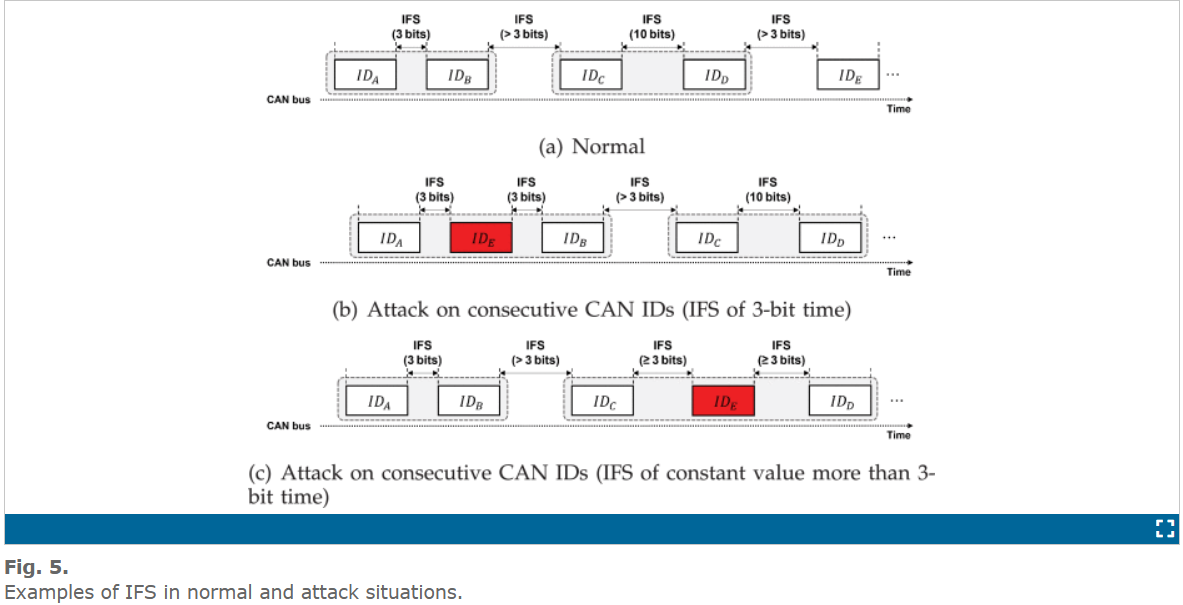 IFS IFS IFS IFS
(3 bits) (> 3 bits) (10 bits) (> 3 bits)
ID_A ID_B ID_C ID_D ID_E ...
CAN bus
Time
(a) Normal
IFS IFS IFS IFS
(3 bits) (3 bits) (> 3 bits) (10 bits)
ID_A ID_E ID_B ID_C ID_D ...
CAN bus
Time
(b) Attack on consecutive CAN IDs (IFS of 3-bit time)
IFS IFS IFS IFS
(3 bits) (> 3 bits) (≥ 3 bits) (≥ 3 bits)
ID_A ID_B ID_C ID_E ID_D ...
CAN bus
Time
(c) Attack on consecutive CAN IDs (IFS of constant value more than 3-
bit time)
Fig. 5.
Examples of IFS in normal and attack situations.